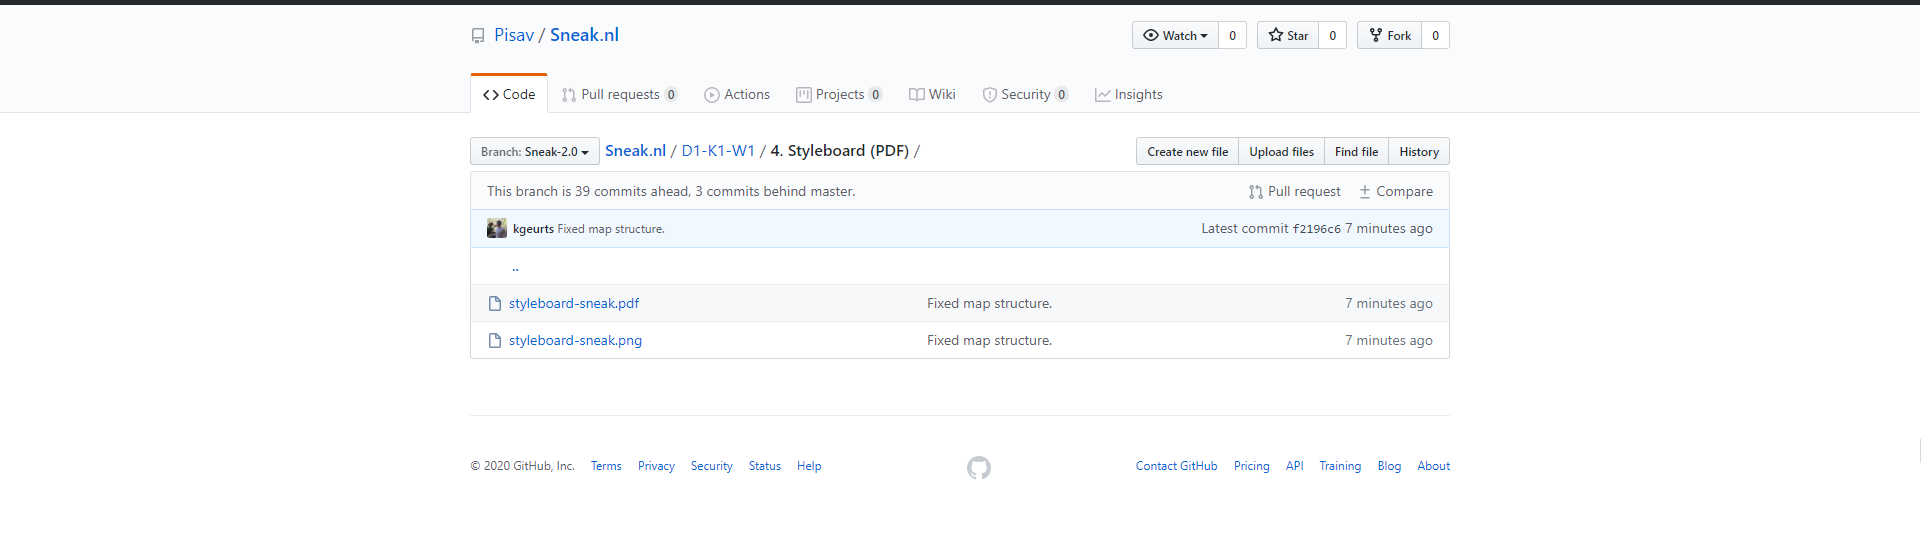 Pisav / Sneak.nl Watch 0 Star 0 Fork 0
Code Pull requests 0 Actions Projects 0 Wiki Security 0 Insights
Branch: Sneak-2.0 Sneak.nl / D1-K1-W1 / 4. Styleboard (PDF) / Create new file Upload files Find file History
This branch is 39 commits ahead, 3 commits behind master. Pull request Compare
kgeurts Fixed map structure. Latest commit f2196c6 7 minutes ago
..
styleboard-sneak.pdf Fixed map structure. 7 minutes ago
styleboard-sneak.png Fixed map structure. 7 minutes ago
© 2020 GitHub, Inc. Terms Privacy Security Status Help Contact GitHub Pricing API Training Blog About